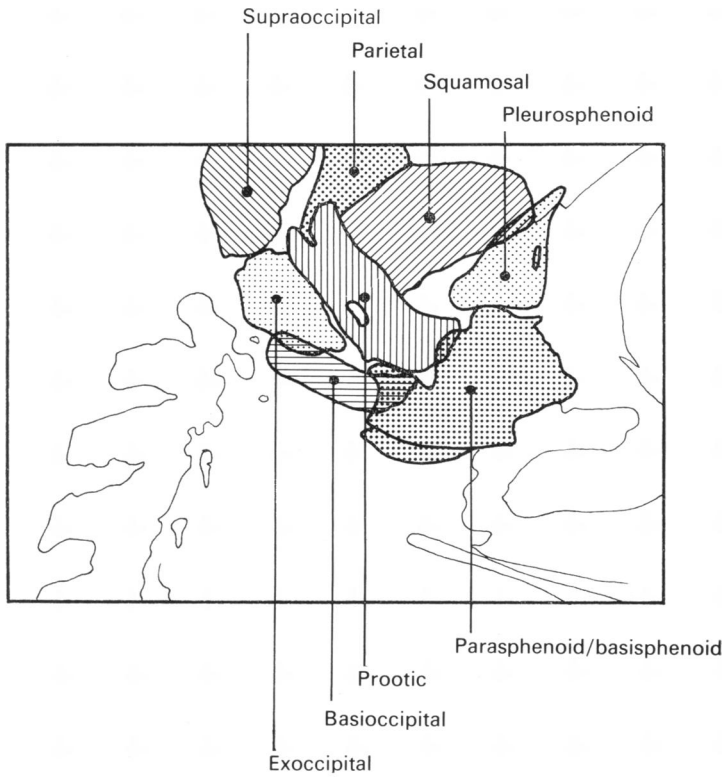 Supraoccipital
Parietal
Squamosal
Pleurosphenoid
Parasphenoid/basisphenoid
Prootic
Basioccipital
Exoccipital